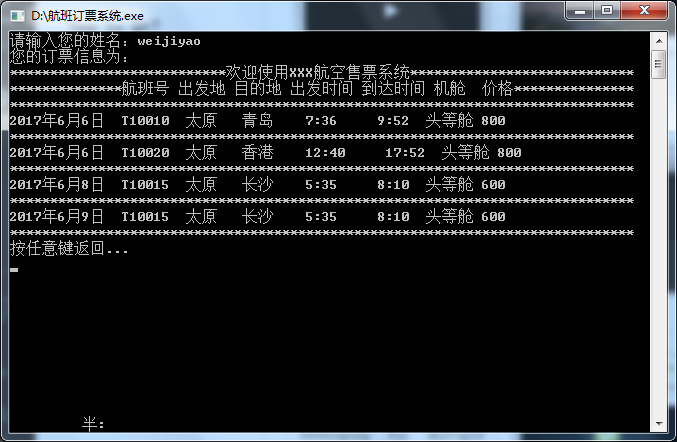 D:\航班订票系统.exe
请输入您的姓名：weijiyao
您的订票信息为：
***************************欢迎使用XXX航空售票系统****************************
**************航班号 出发地 目的地 出发时间 到达时间 机舱  价格***************
******************************************************************************
2017年6月6日  T10010  太原   青岛    7:36     9:52  头等舱 800
******************************************************************************
2017年6月6日  T10020  太原   香港    12:40     17:52  头等舱 800
******************************************************************************
2017年6月8日  T10015  太原   长沙    5:35     8:10  头等舱 600
******************************************************************************
2017年6月9日  T10015  太原   长沙    5:35     8:10  头等舱 600
******************************************************************************
按任意键返回...
半：